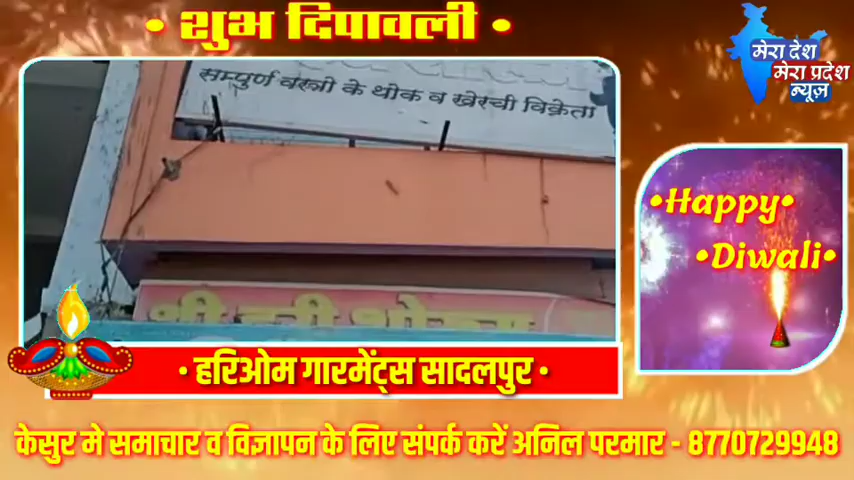 • शुभ दिपावली •
मेरा देश
मेरा प्रदेश
न्यूज़
सम्पुर्ण वस्त्रो के थोक व खेरची विक्रेता
•Happy•
•Diwali•
• हरिओम गारमेंट्स सादलपुर •
केसुर मे समाचार व विज्ञापन के लिए संपर्क करें अनिल परमार - 8770729948